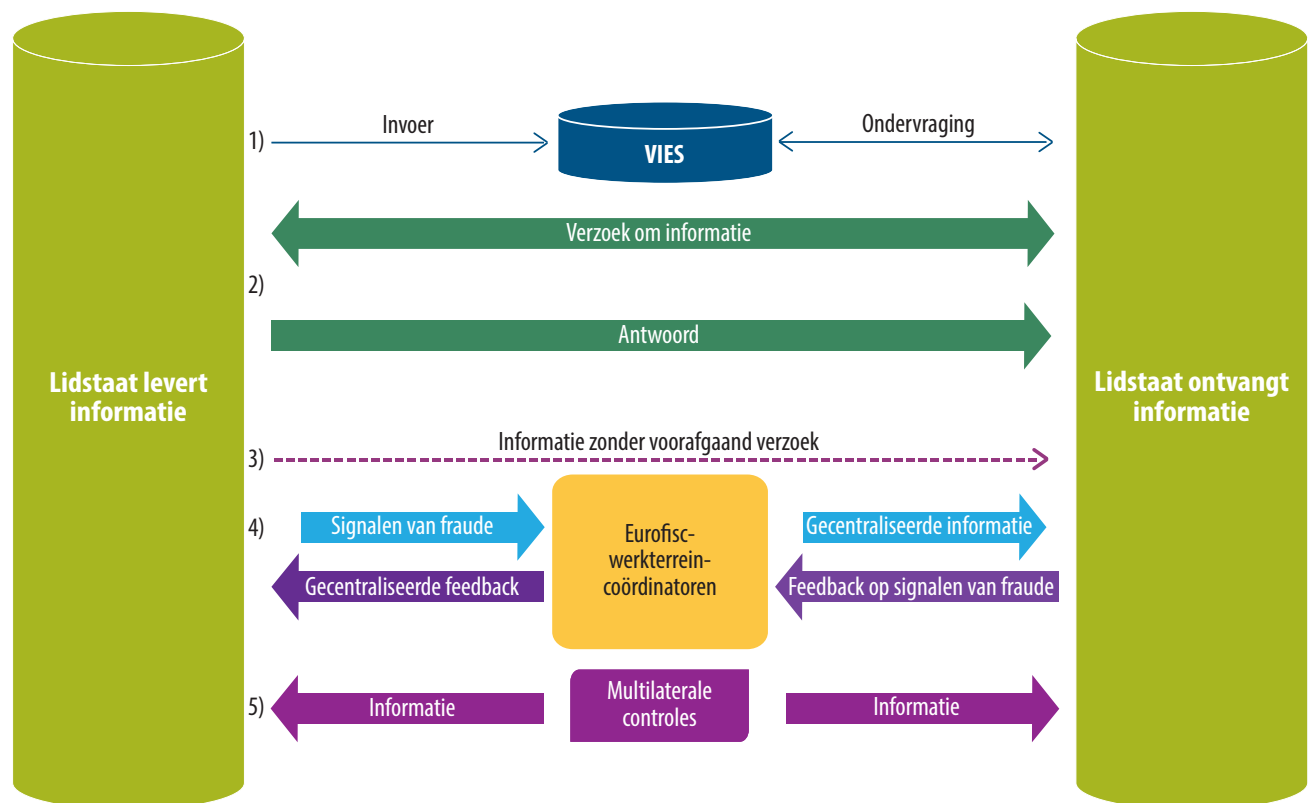 1)
Invoer
VIES
Ondervraging
Verzoek om informatie
2)
Antwoord
Lidstaat levert
informatie
Lidstaat ontvangt
informatie
Informatie zonder voorafgaand verzoek
3)
4)
Signalen van fraude
Gecentraliseerde feedback
Eurofisc-
werkterrein-
coördinatoren
Gecentraliseerde informatie
Feedback op signalen van fraude
5)
Informatie
Multilaterale
controles
Informatie